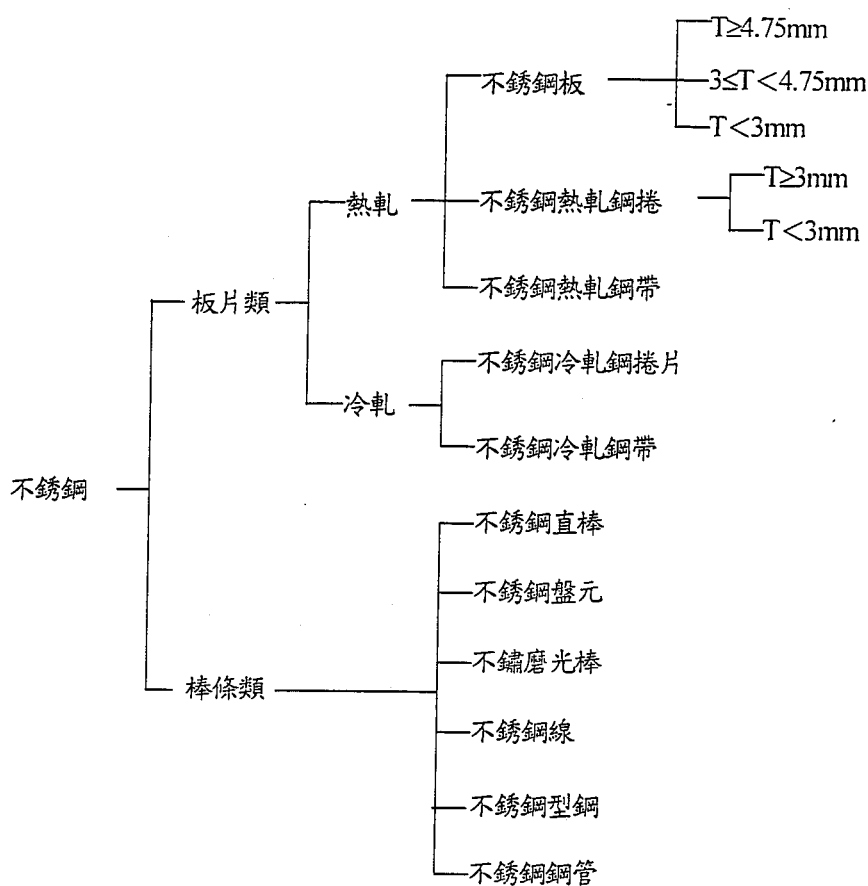 T≥4.75mm
不銹鋼板
3≤T<4.75mm
T<3mm
熱軋
不銹鋼熱軋鋼捲
T≥3mm
T<3mm
不銹鋼熱軋鋼帶
板片類
不銹鋼冷軋鋼捲片
冷軋
不銹鋼冷軋鋼帶
不銹鋼
不銹鋼直棒
不銹鋼盤元
不鏽磨光棒
棒條類
不銹鋼線
不銹鋼型鋼
不銹鋼鋼管